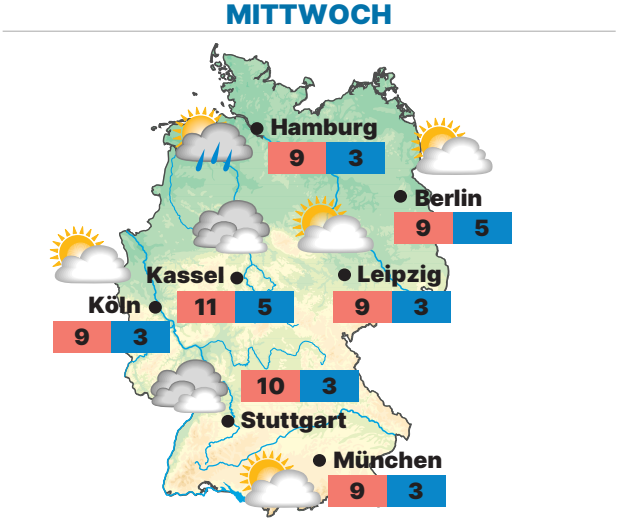 MITTWOCH
Hamburg
9 3
Berlin
9 5
Kassel
11 5
Leipzig
9 3
Köln
9 3
10 3
Stuttgart
München
9 3